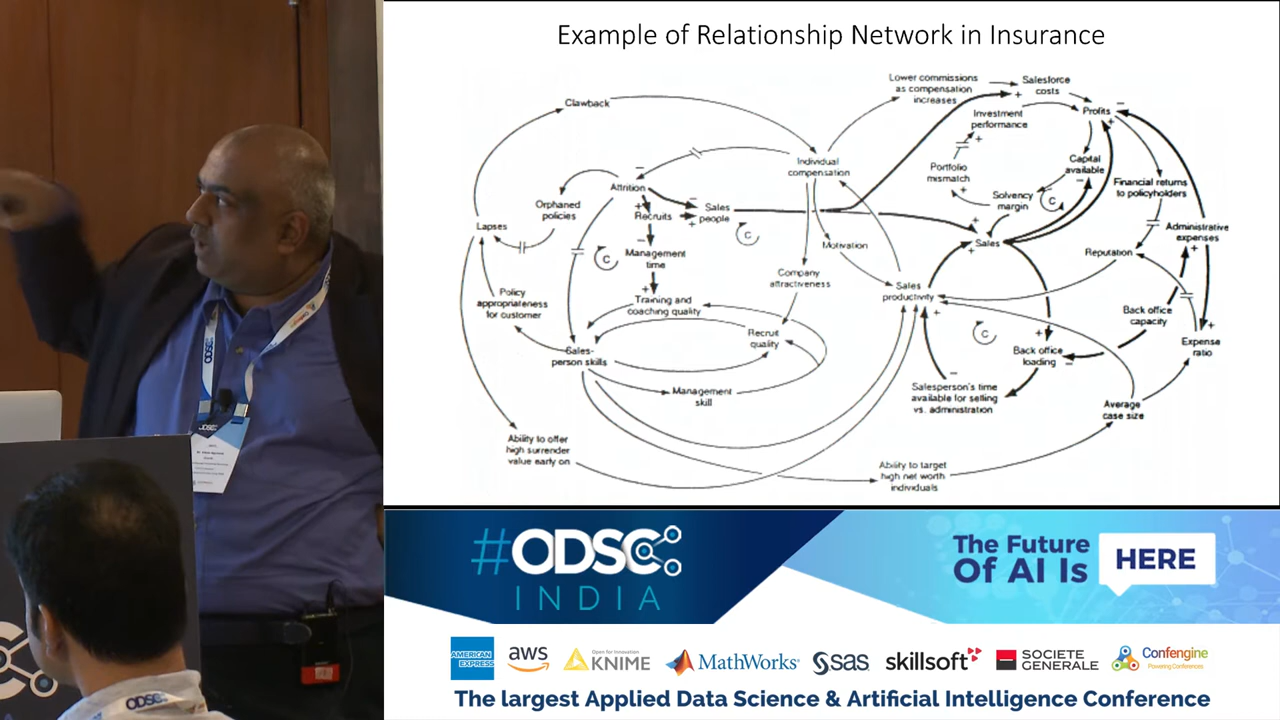 Example of Relationship Network in Insurance
Clawback
Lower commissions
as compensation
increases
Salesforce
costs
Investment
performance
Profits
Individual
compensation
Portfolio
mismatch
Capital
available
Attrition
Orphaned
policies
Recruits
Sales
people
Solvency
margin
Financial returns
to policyholders
Lapses
C
C
C
Motivation
Sales
Administrative
expenses
Management
time
Reputation
Company
attractiveness
Sales
productivity
Policy
appropriateness
for customer
Training and
coaching quality
Back office
capacity
Recruit
quality
C
Expense
ratio
Sales-
person skills
Back office
loading
Management
skill
Salesperson's time
available for selling
vs. administration
Average
case size
Ability to offer
high surrender
value early on
Ability to target
high net worth
individuals
#ODSC
INDIA
The Future
Of AI Is
HERE
AMERICAN
EXPRESS
aws
Open for Innovation
KNIME
MathWorks
sas
skillsoft
SOCIETE
GENERALE
Confengine
Powering Conferences
The largest Applied Data Science & Artificial Intelligence Conference
ODSC
ODSC
ODSC